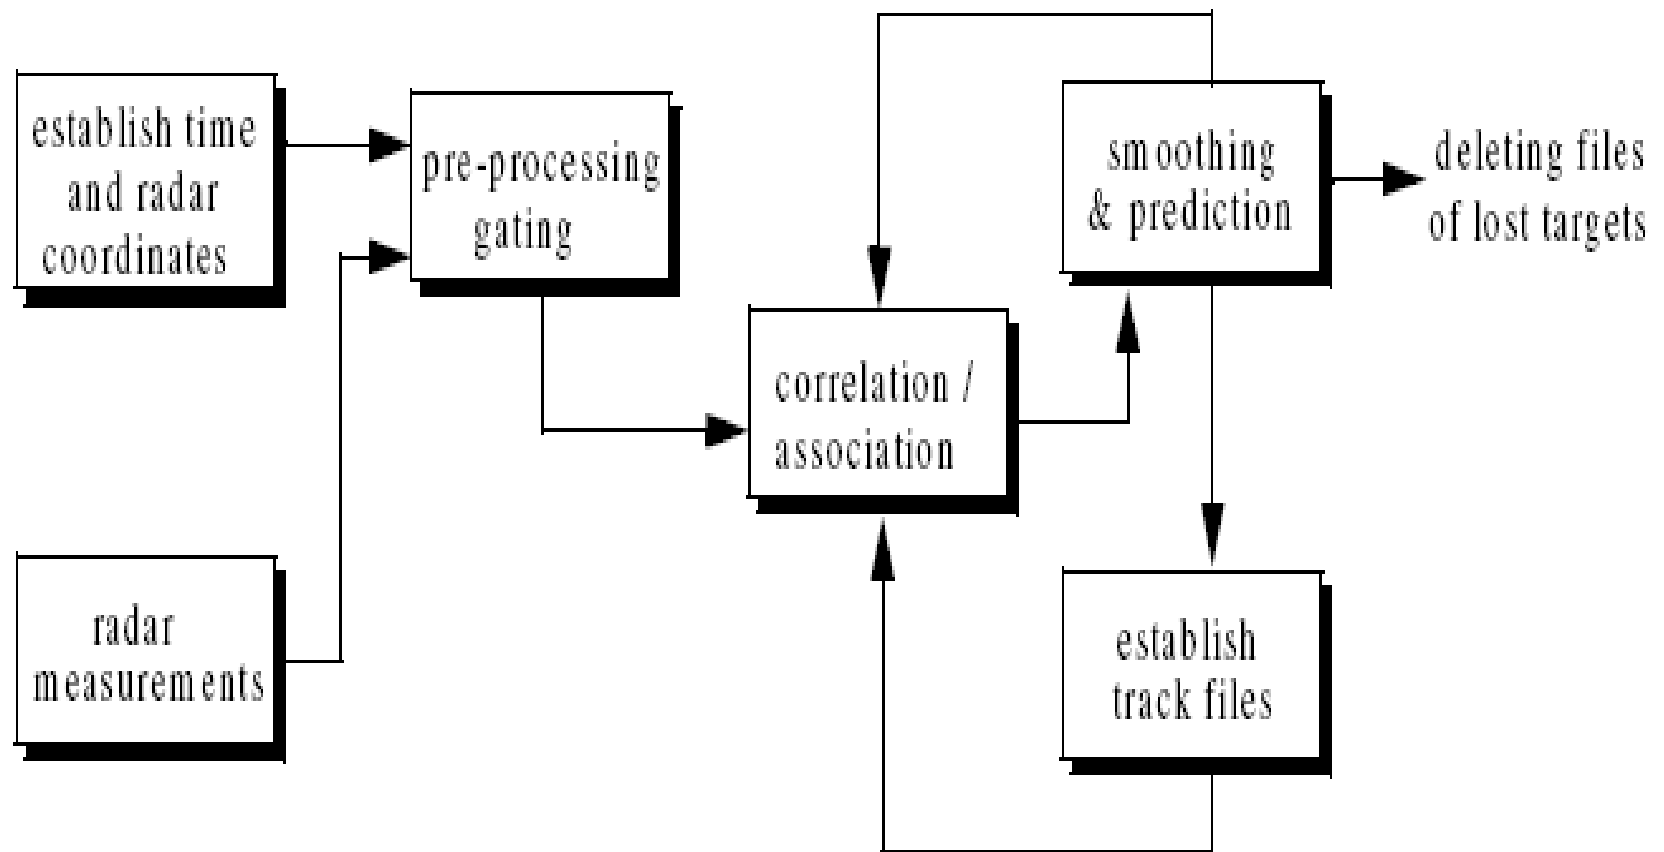 establish time
and radar
coordinates
pre-processing
gating
smoothing
& prediction
deleting files
of lost targets
correlation /
association
radar
measurements
establish
track files